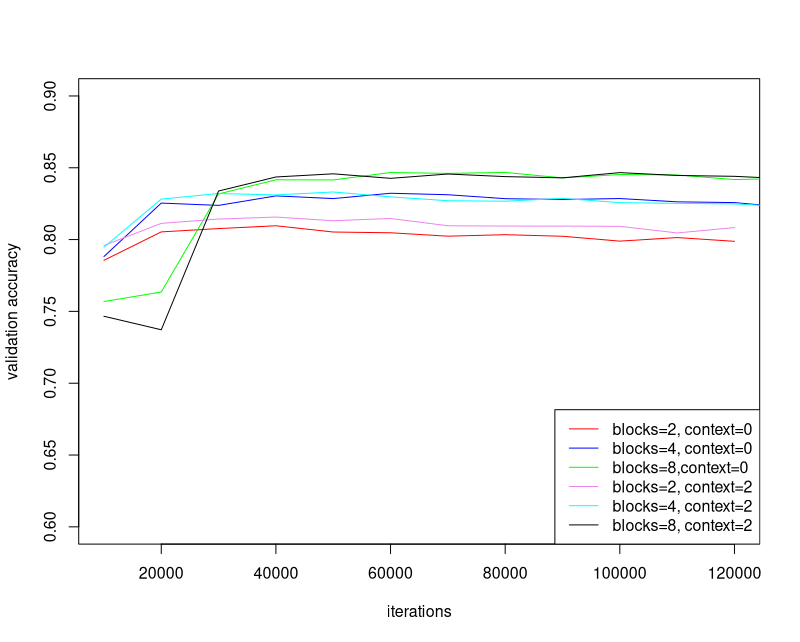 validation accuracy
0.90
0.85
0.80
0.75
0.70
0.65
0.60
blocks=2, context=0
blocks=4, context=0
blocks=8,context=0
blocks=2, context=2
blocks=4, context=2
blocks=8, context=2
20000 40000 60000 80000 100000 120000
iterations